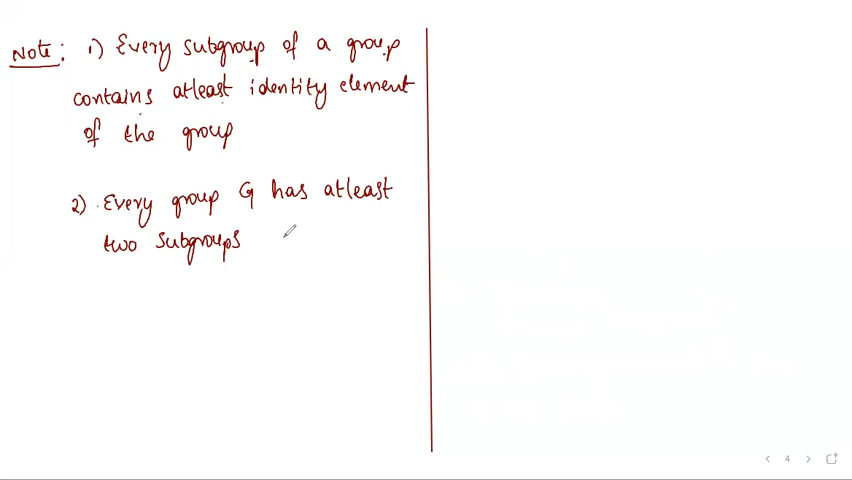 Note: 1) Every subgroup of a group
contains atleast identity element
of the group
2) Every group G has atleast
two subgroups
4